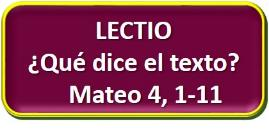 LECTIO
¿Qué dice el texto?
Mateo 4, 1-11